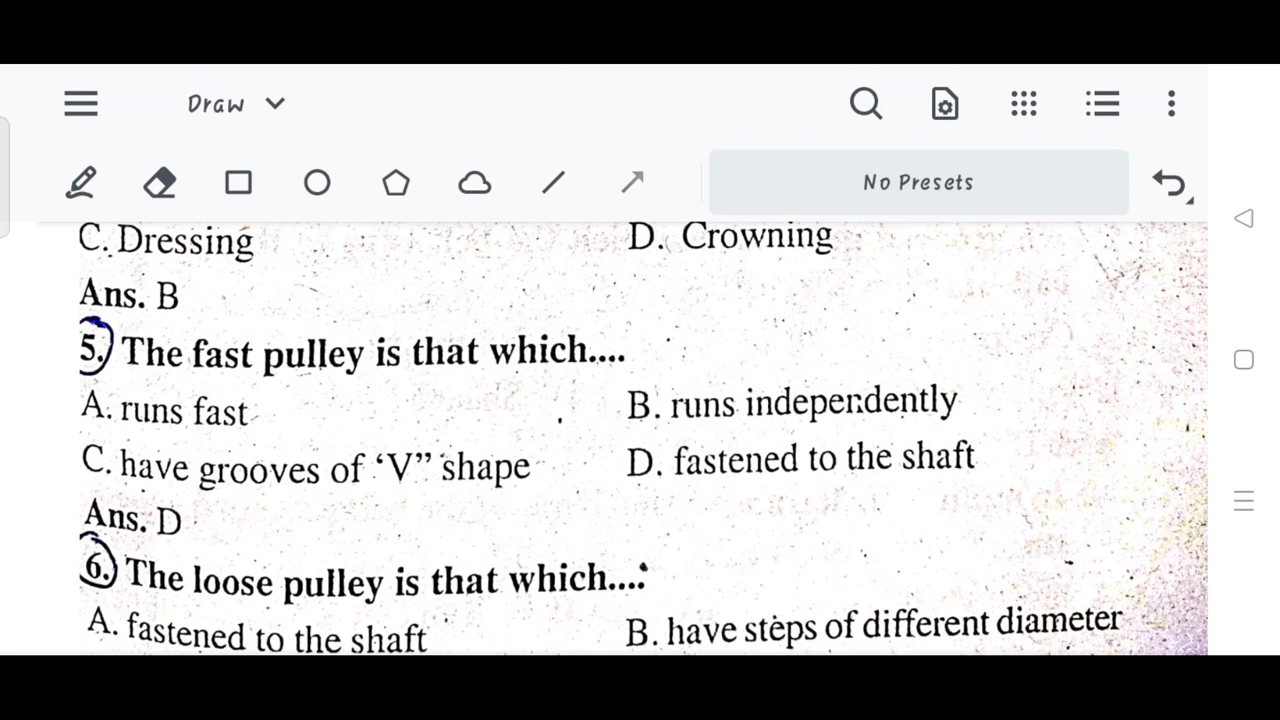 Draw
No Presets
C. Dressing
D. Crowning
Ans. B
5. The fast pulley is that which....
A. runs fast
B. runs independently
C. have grooves of ‘V” shape
D. fastened to the shaft
Ans. D
6. The loose pulley is that which....
A. fastened to the shaft
B. have steps of different diameter